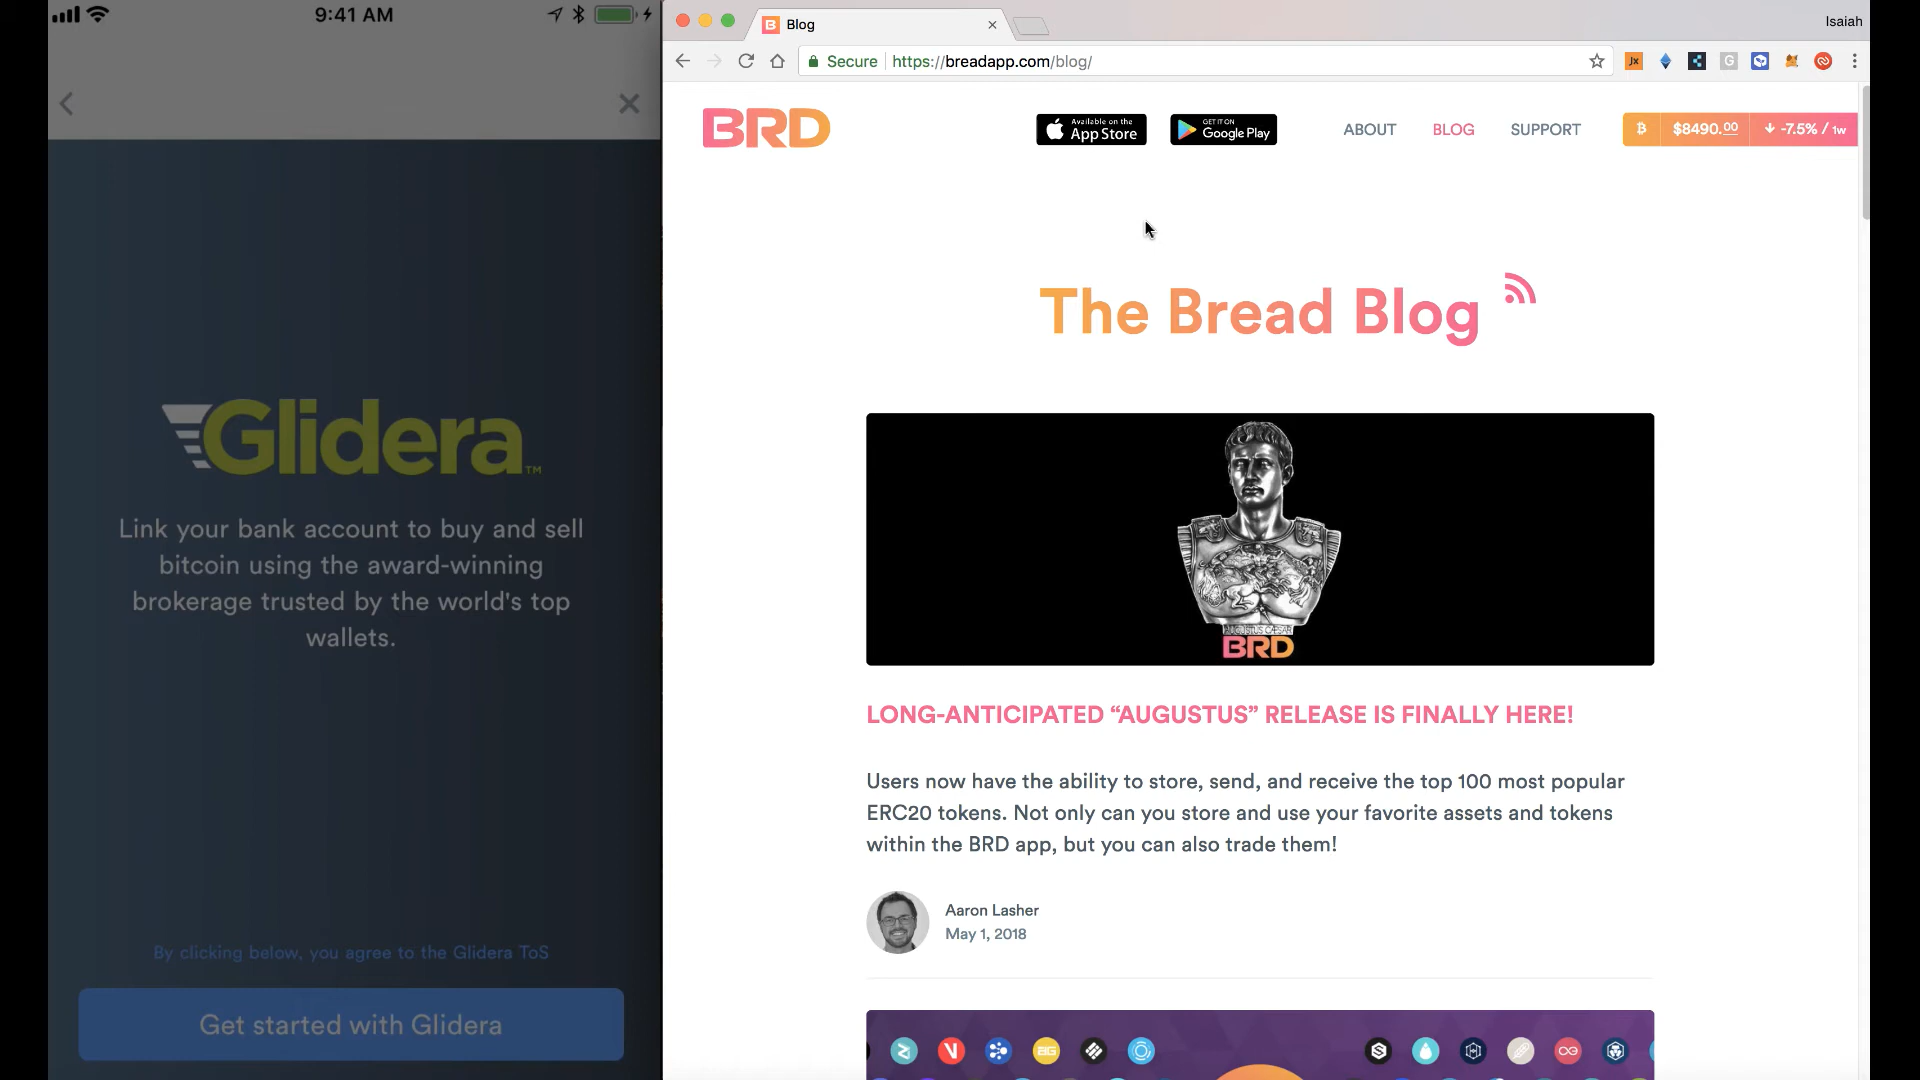 9:41 AM
Glidera™
Link your bank account to buy and sell
bitcoin using the award-winning
brokerage trusted by the world's top
wallets.
By clicking below, you agree to the Glidera ToS
Get started with Glidera
Blog
Isaiah
Secure
https://breadapp.com/blog/
BRD
Available on the
App Store
GET IT ON
Google Play
ABOUT
BLOG
SUPPORT
$8490.00
-7.5% / 1w
The Bread Blog
AUGUSTUS CAESAR
BRD
LONG-ANTICIPATED “AUGUSTUS” RELEASE IS FINALLY HERE!
Users now have the ability to store, send, and receive the top 100 most popular
ERC20 tokens. Not only can you store and use your favorite assets and tokens
within the BRD app, but you can also trade them!
Aaron Lasher
May 1, 2018